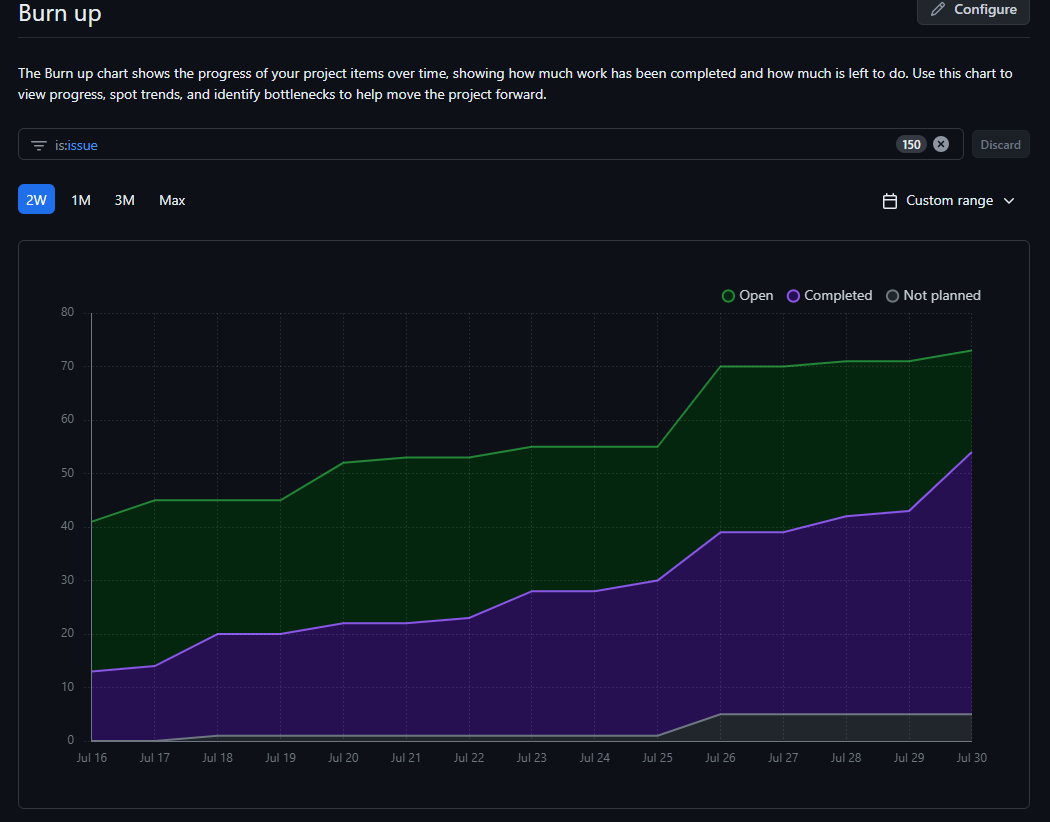 Burn up
Configure
The Burn up chart shows the progress of your project items over time, showing how much work has been completed and how much is left to do. Use this chart to
view progress, spot trends, and identify bottlenecks to help move the project forward.
is:issue
150
Discard
2W 1M 3M Max
Custom range
Open Completed Not planned
80
70
60
50
40
30
20
10
0
Jul 16 Jul 17 Jul 18 Jul 19 Jul 20 Jul 21 Jul 22 Jul 23 Jul 24 Jul 25 Jul 26 Jul 27 Jul 28 Jul 29 Jul 30